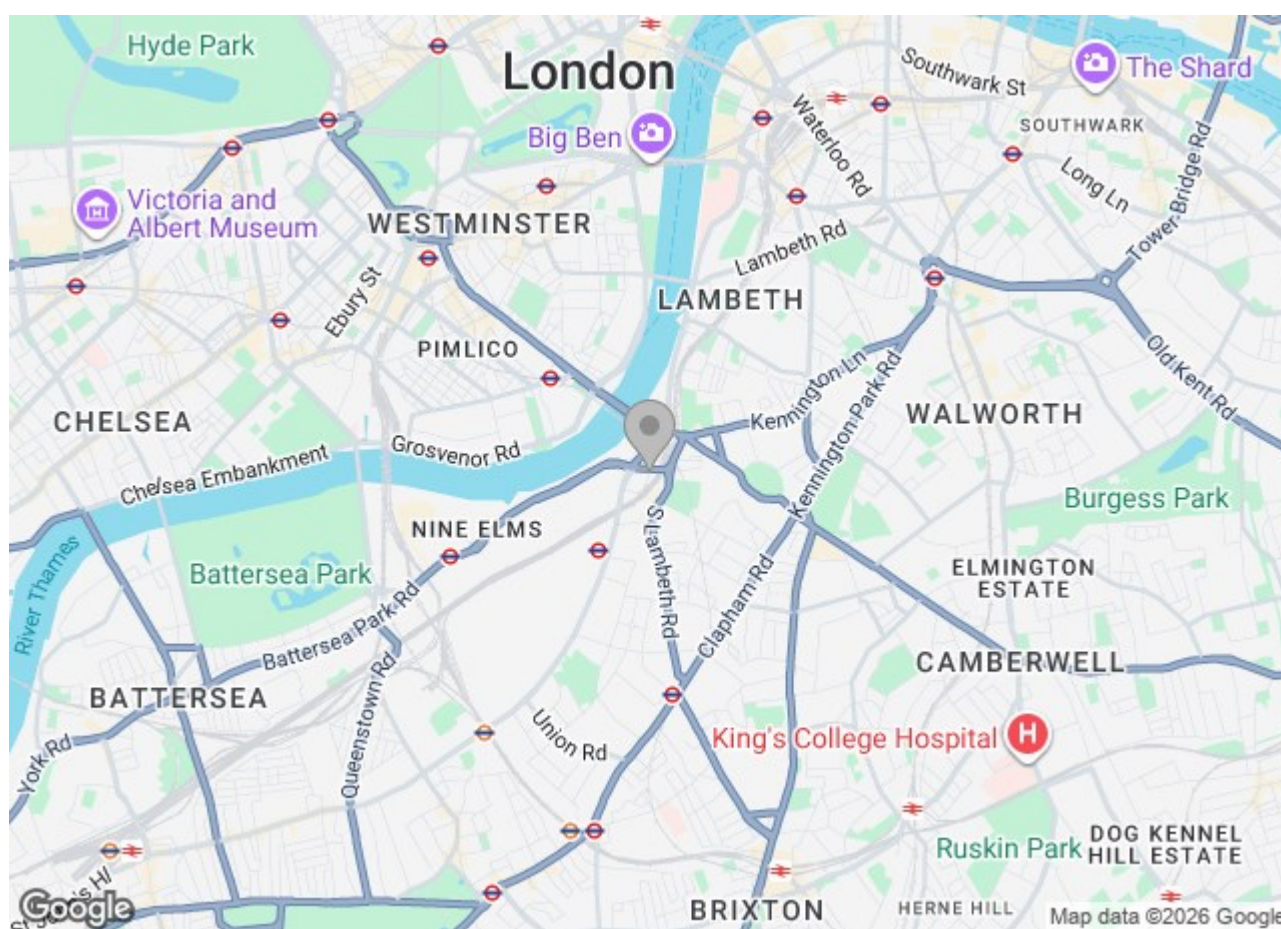 Hyde Park
London
Southwark St
The Shard
Big Ben
Waterloo Rd
SOUTHWARK
Long Ln
Tower Bridge Rd
Victoria and
Albert Museum
WESTMINSTER
Lambeth Rd
Ebury St
LAMBETH
PIMLICO
Old Kent Rd
Kennington Ln
Kennington Park Rd
CHELSEA
WALWORTH
Grosvenor Rd
Chelsea Embankment
Burgess Park
NINE ELMS
S Lambeth Rd
Clapham Rd
River Thames
Battersea Park
ELMINGTON
ESTATE
Battersea Park Rd
CAMBERWELL
BATTERSEA
Queenstown Rd
Union Rd
King's College Hospital
H
York Rd
Ruskin Park
DOG KENNEL
HILL ESTATE
Google
BRIXTON
HERNE HILL
Map data ©2026 Google